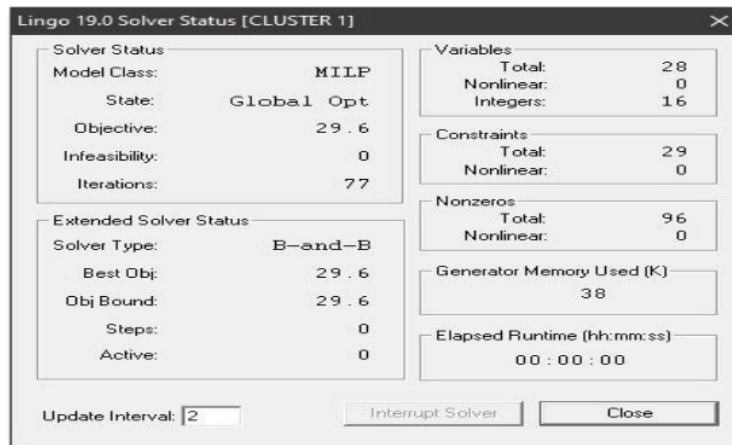 Lingo 19.0 Solver Status [CLUSTER 1]
Solver Status
Model Class: MILP
State: Global Opt
Objective: 29.6
Infeasibility: 0
Iterations: 77
Extended Solver Status
Solver Type: B-and-B
Best Obj: 29.6
Obj Bound: 29.6
Steps: 0
Active: 0
Variables
Total: 28
Nonlinear: 0
Integers: 16
Constraints
Total: 29
Nonlinear: 0
Nonzeros
Total: 96
Nonlinear: 0
Generator Memory Used (K)
38
Elapsed Runtime (hh:mm:ss)
00:00:00
Update Interval: 2
Interrupt Solver
Close